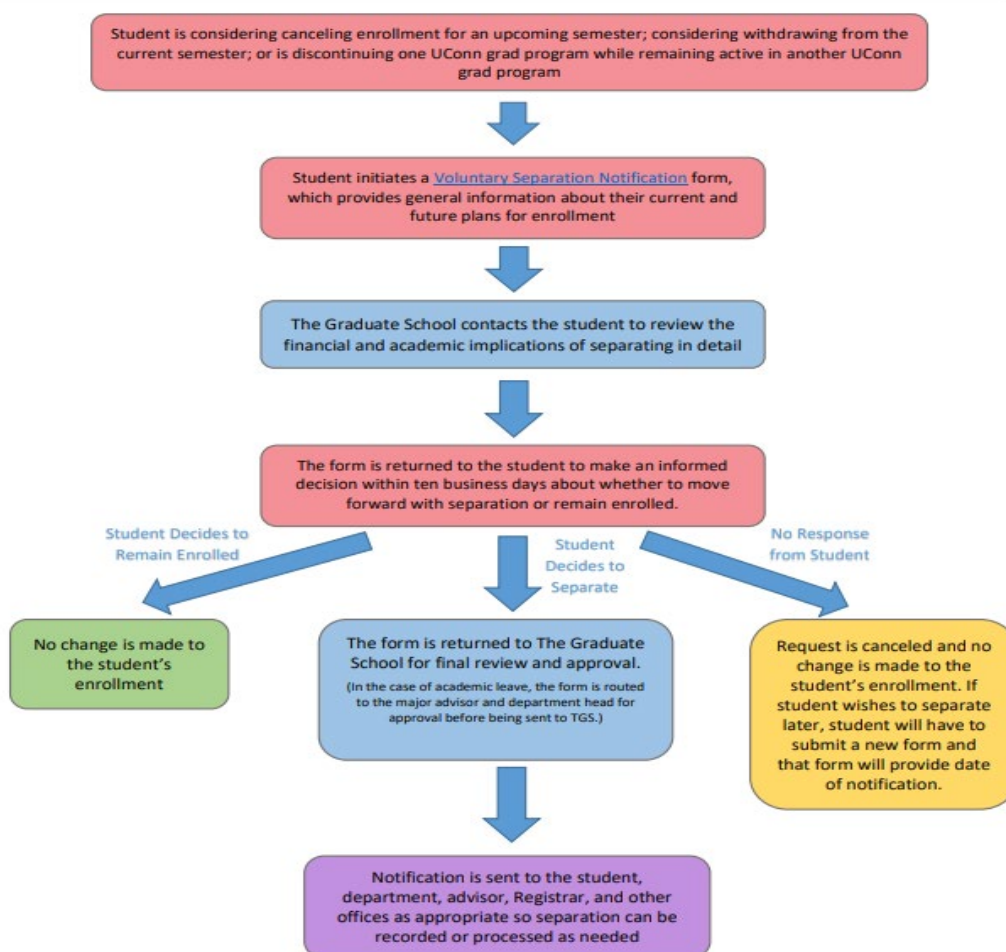 Student is considering canceling enrollment for an upcoming semester; considering withdrawing from the
current semester; or is discontinuing one UConn grad program while remaining active in another UConn
grad program
Student initiates a Voluntary Separation Notification form,
which provides general information about their current and
future plans for enrollment
The Graduate School contacts the student to review the
financial and academic implications of separating in detail
The form is returned to the student to make an informed
decision within ten business days about whether to move
forward with separation or remain enrolled.
Student Decides to
Remain Enrolled
Student
Decides to
Separate
No Response
from Student
No change is made to
the student’s
enrollment
The form is returned to The Graduate
School for final review and approval.
(In the case of academic leave, the form is routed
to the major advisor and department head for
approval before being sent to TGS.)
Request is canceled and no
change is made to the
student’s enrollment. If
student wishes to separate
later, student will have to
submit a new form and
that form will provide date
of notification.
Notification is sent to the student,
department, advisor, Registrar, and other
offices as appropriate so separation can be
recorded or processed as needed